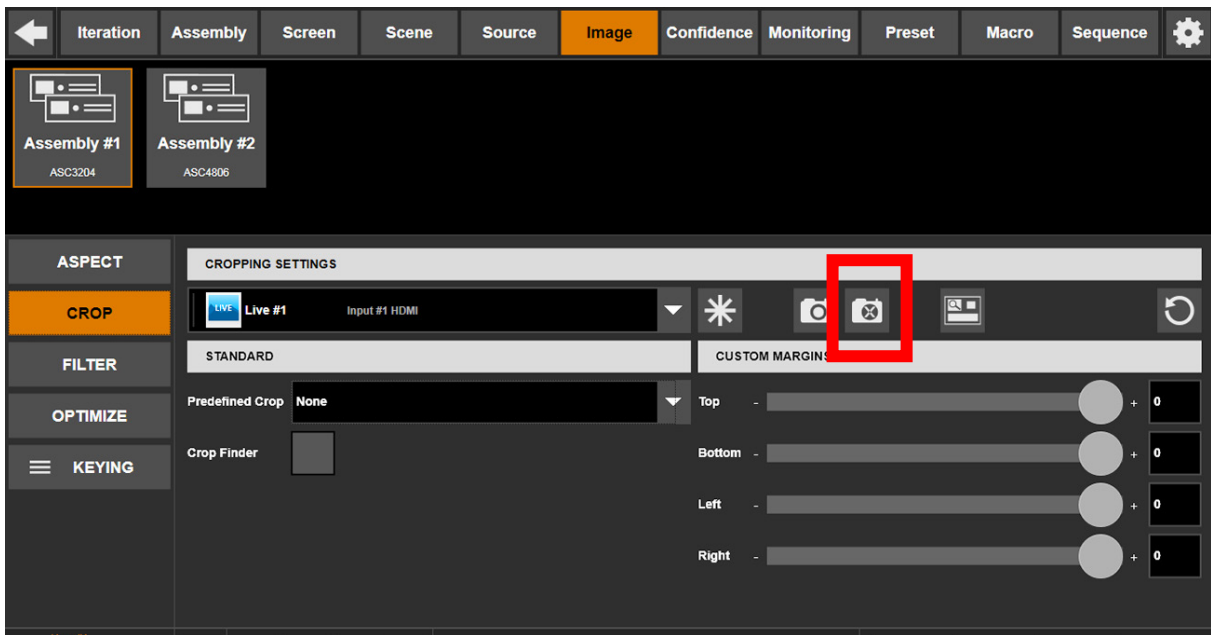 Iteration Assembly Screen Scene Source Image Confidence Monitoring Preset Macro Sequence
Assembly #1 Assembly #2
ASC3204 ASC4806
ASPECT
CROP
FILTER
OPTIMIZE
KEYING
CROPPING SETTINGS
LIVE Live #1 Input #1 HDMI
STANDARD CUSTOM MARGINS
Predefined Crop None
Crop Finder
Top - + 0
Bottom - + 0
Left - + 0
Right - + 0